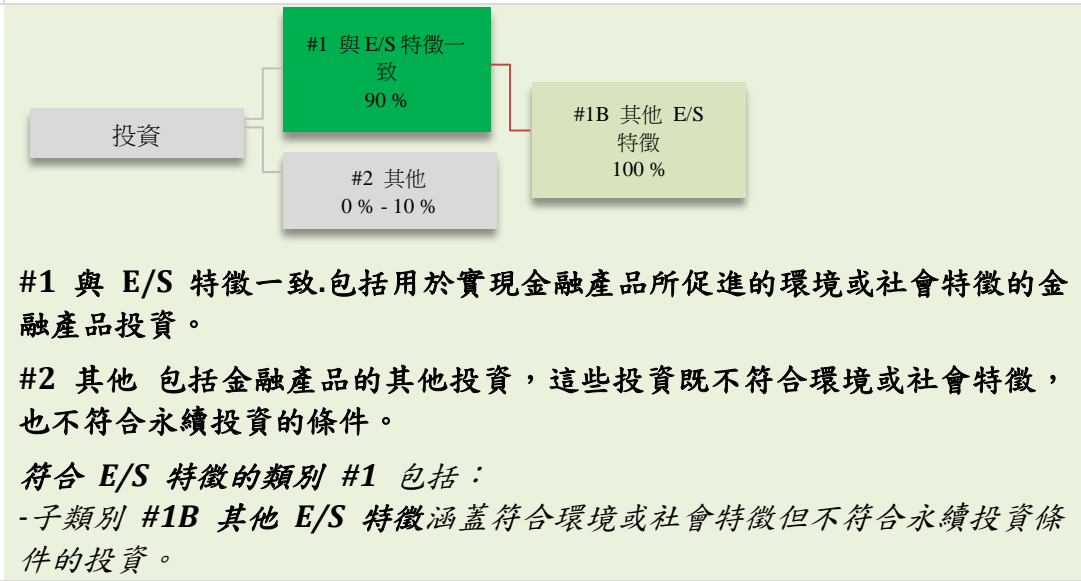 #1 與 E/S 特徵一
致
90 %
投資
#1B 其他 E/S
特徵
100 %
#2 其他
0 % - 10 %
#1 與 E/S 特徵一致.包括用於實現金融產品所促進的環境或社會特徵的金
融產品投資。
#2 其他 包括金融產品的其他投資，這些投資既不符合環境或社會特徵，
也不符合永續投資的條件。
符合 E/S 特徵的類別 #1 包括：
-子類別 #1B 其他 E/S 特徵涵蓋符合環境或社會特徵但不符合永續投資條
件的投資。